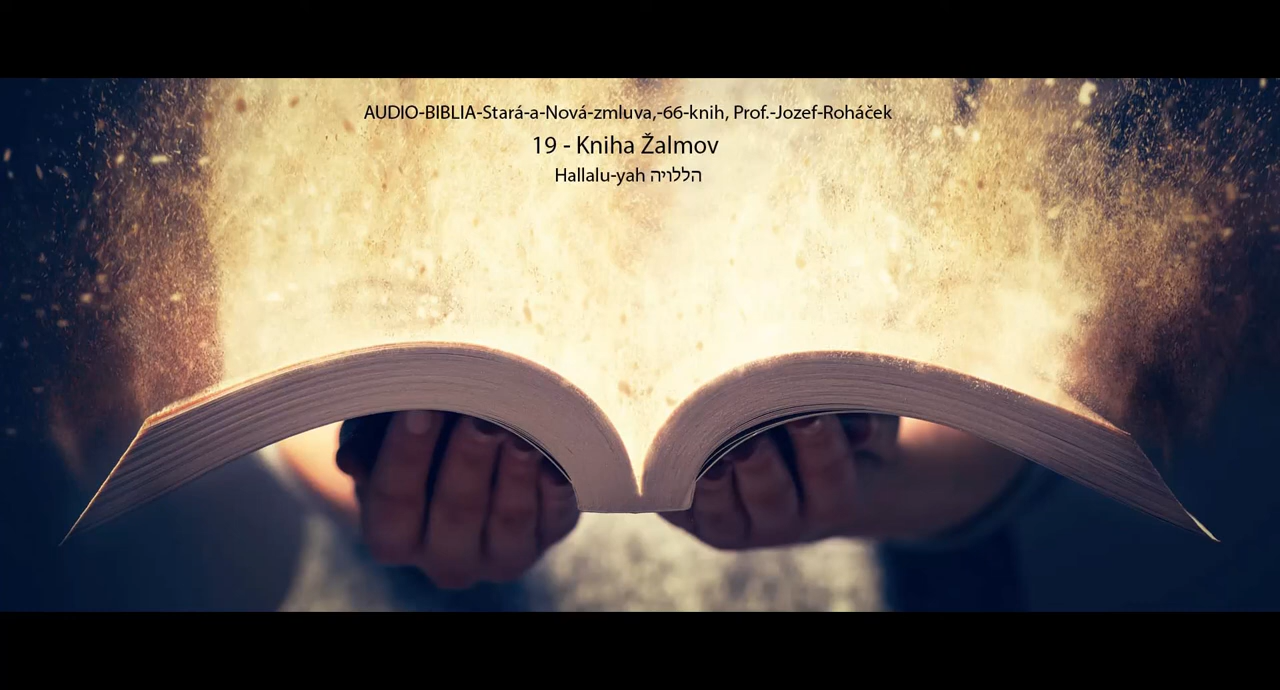 AUDIO-BIBLIA-Stará-a-Nová-zmluva,-66-knih, Prof.-Jozef-Roháček
19 - Kniha Žalmov
Hallalu-yah הללויה